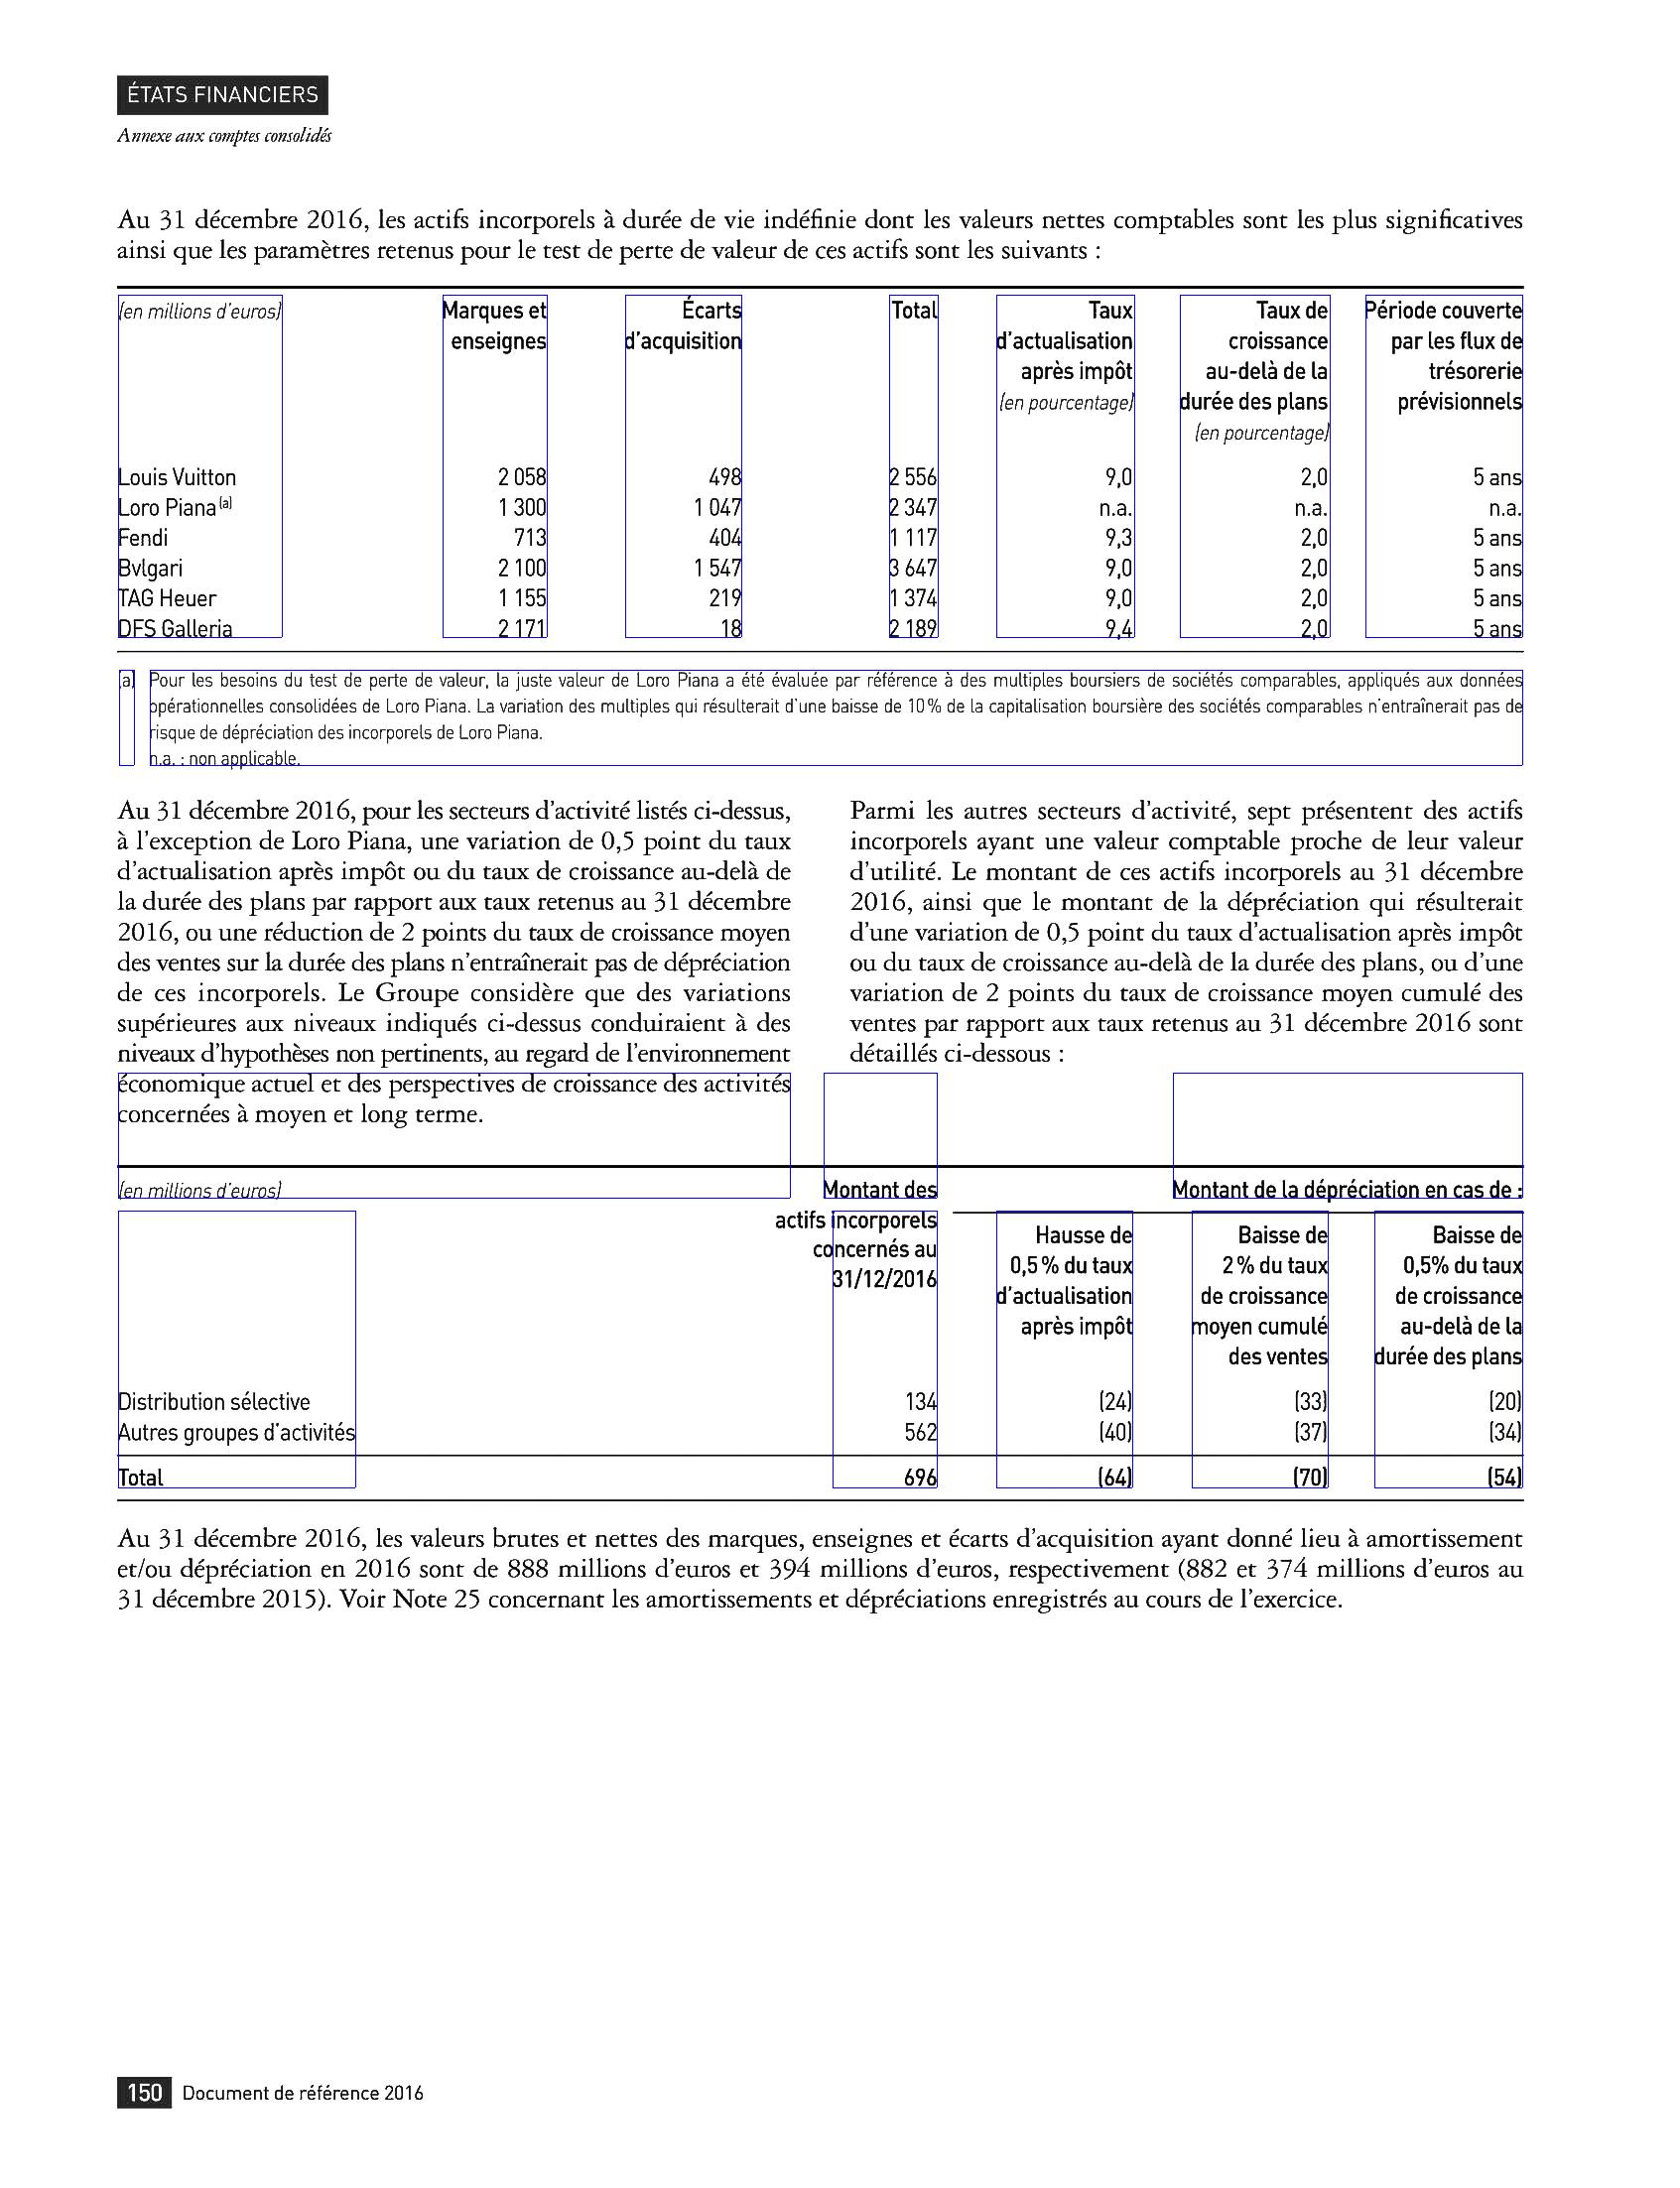 ÉTATS FINANCIERS
Annexe aux comptes consolidés
Au 31 décembre 2016, les actifs incorporels à durée de vie indéfinie dont les valeurs nettes comptables sont les plus significatives
ainsi que les paramètres retenus pour le test de perte de valeur de ces actifs sont les suivants :
(en millions d'euros) Marques et Écarts Total Taux Taux de Période couverte
enseignes d'acquisition d'actualisation croissance par les flux de
après impôt au-delà de la trésorerie
(en pourcentage) durée des plans prévisionnels
(en pourcentage)
Louis Vuitton 2 058 498 2 556 9,0 2,0 5 ans
Loro Piana (a) 1 300 1 047 2 347 n.a. n.a. n.a.
Fendi 713 404 1 117 9,3 2,0 5 ans
Bvlgari 2 100 1 547 3 647 9,0 2,0 5 ans
TAG Heuer 1 155 219 1 374 9,0 2,0 5 ans
DFS Galleria 2 171 18 2 189 9,4 2,0 5 ans
(a) Pour les besoins du test de perte de valeur, la juste valeur de Loro Piana a été évaluée par référence à des multiples boursiers de sociétés comparables, appliqués aux données
opérationnelles consolidées de Loro Piana. La variation des multiples qui résulterait d'une baisse de 10 % de la capitalisation boursière des sociétés comparables n'entraînerait pas de
risque de dépréciation des incorporels de Loro Piana.
n.a. : non applicable.
Au 31 décembre 2016, pour les secteurs d'activité listés ci-dessus,
à l'exception de Loro Piana, une variation de 0,5 point du taux
d'actualisation après impôt ou du taux de croissance au-delà de
la durée des plans par rapport aux taux retenus au 31 décembre
2016, ou une réduction de 2 points du taux de croissance moyen
des ventes sur la durée des plans n'entraînerait pas de dépréciation
de ces incorporels. Le Groupe considère que des variations
supérieures aux niveaux indiqués ci-dessus conduiraient à des
niveaux d'hypothèses non pertinents, au regard de l'environnement
économique actuel et des perspectives de croissance des activités
concernées à moyen et long terme.
Parmi les autres secteurs d'activité, sept présentent des actifs
incorporels ayant une valeur comptable proche de leur valeur
d'utilité. Le montant de ces actifs incorporels au 31 décembre
2016, ainsi que le montant de la dépréciation qui résulterait
d'une variation de 0,5 point du taux d'actualisation après impôt
ou du taux de croissance au-delà de la durée des plans, ou d'une
variation de 2 points du taux de croissance moyen cumulé des
ventes par rapport aux taux retenus au 31 décembre 2016 sont
détaillés ci-dessous :
(en millions d'euros) Montant des Montant de la dépréciation en cas de :
actifs incorporels
concernés au Hausse de Baisse de Baisse de
31/12/2016 0,5 % du taux 2 % du taux 0,5% du taux
d'actualisation de croissance de croissance
après impôt moyen cumulé au-delà de la
des ventes durée des plans
Distribution sélective 134 (24) (33) (20)
Autres groupes d'activités 562 (40) (37) (34)
Total 696 (64) (70) (54)
Au 31 décembre 2016, les valeurs brutes et nettes des marques, enseignes et écarts d'acquisition ayant donné lieu à amortissement
et/ou dépréciation en 2016 sont de 888 millions d'euros et 394 millions d'euros, respectivement (882 et 374 millions d'euros au
31 décembre 2015). Voir Note 25 concernant les amortissements et dépréciations enregistrés au cours de l'exercice.
150 Document de référence 2016